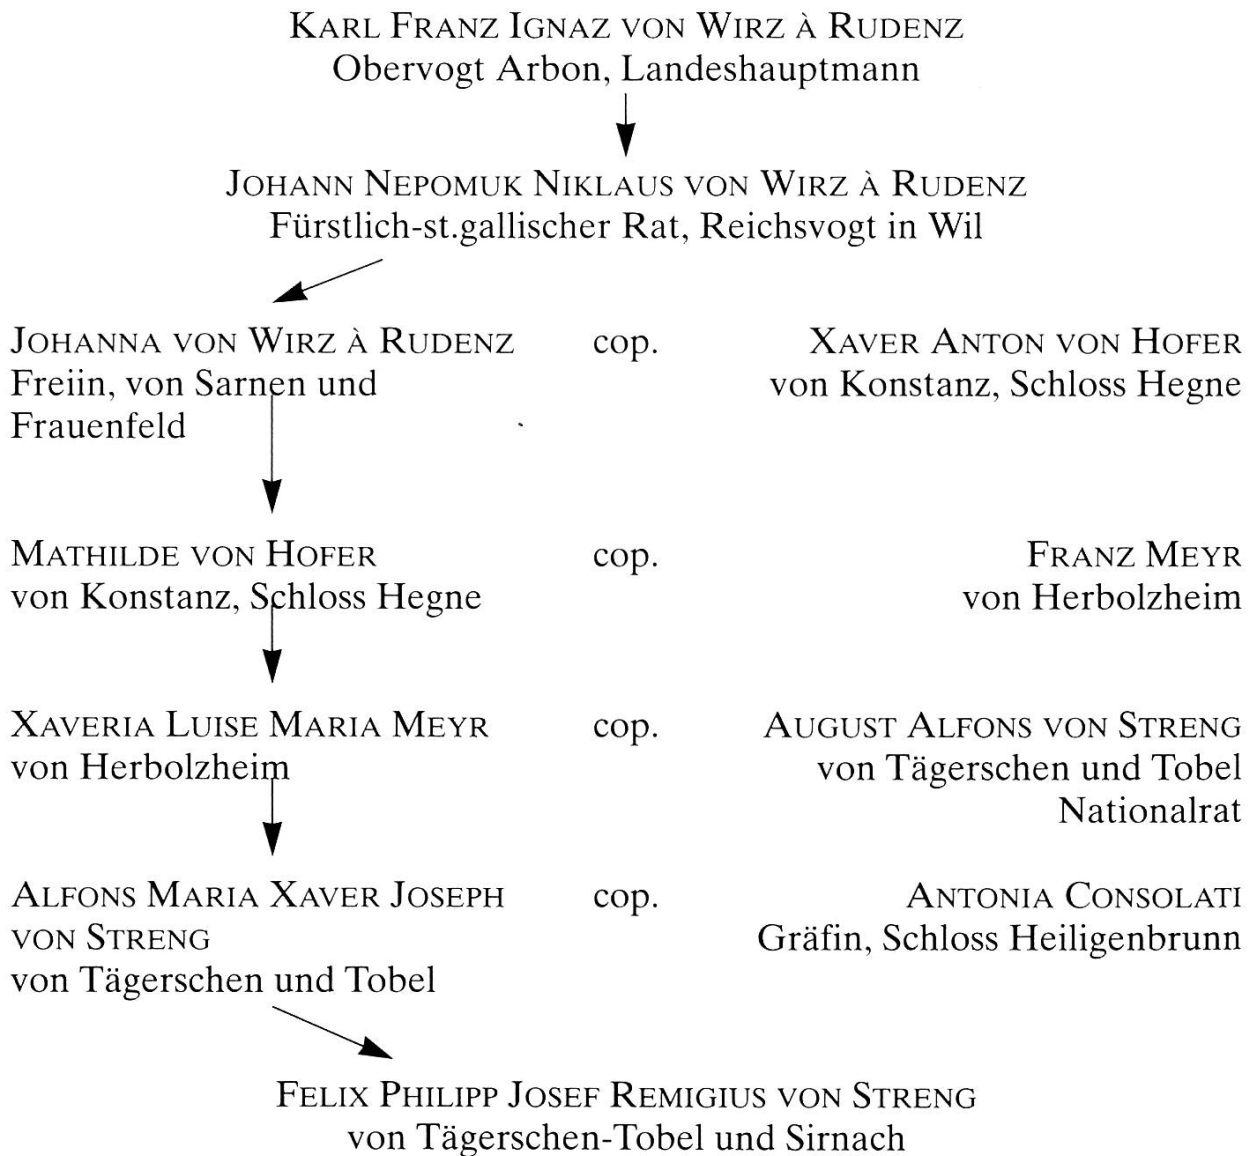 KARL FRANZ IGNAZ VON WIRZ À RUDENZ
Obervogt Arbon, Landeshauptmann
JOHANN NEPOMUK NIKLAUS VON WIRZ À RUDENZ
Fürstlich-st.gallischer Rat, Reichsvogt in Wil
JOHANNA VON WIRZ À RUDENZ cop. XAVER ANTON VON HOFER
Freiin, von Sarnen und von Konstanz, Schloss Hegne
Frauenfeld
MATHILDE VON HOFER cop. FRANZ MEYR
von Konstanz, Schloss Hegne von Herbolzheim
XAVERIA LUISE MARIA MEYR cop. AUGUST ALFONS VON STRENG
von Herbolzheim von Tägerschen und Tobel
Nationalrat
ALFONS MARIA XAVER JOSEPH cop. ANTONIA CONSOLATI
VON STRENG Gräfin, Schloss Heiligenbrunn
von Tägerschen und Tobel
FELIX PHILIPP JOSEF REMIGIUS VON STRENG
von Tägerschen-Tobel und Sirnach